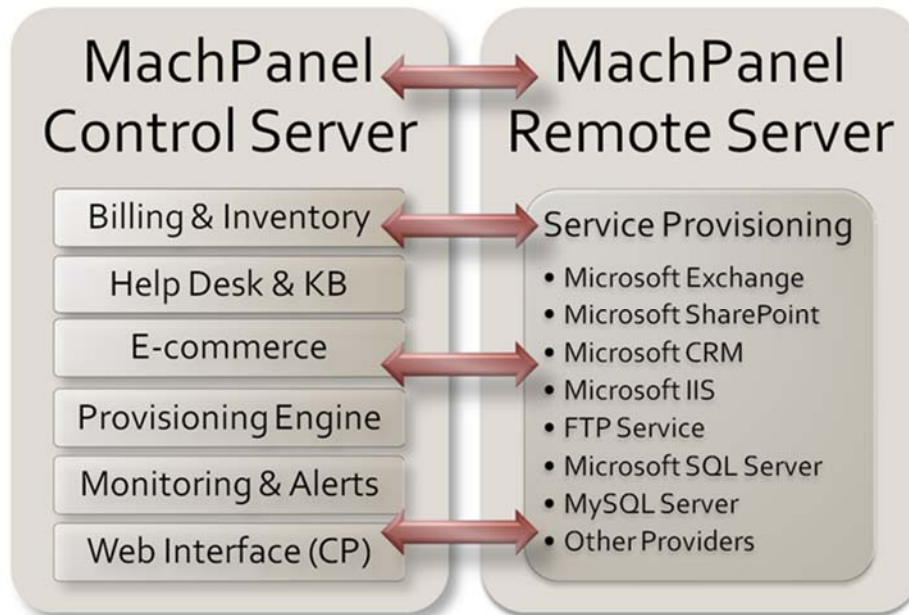 MachPanel
Control Server
Billing & Inventory
Help Desk & KB
E-commerce
Provisioning Engine
Monitoring & Alerts
Web Interface (CP)
MachPanel
Remote Server
Service Provisioning
• Microsoft Exchange
• Microsoft SharePoint
• Microsoft CRM
• Microsoft IIS
• FTP Service
• Microsoft SQL Server
• MySQL Server
• Other Providers